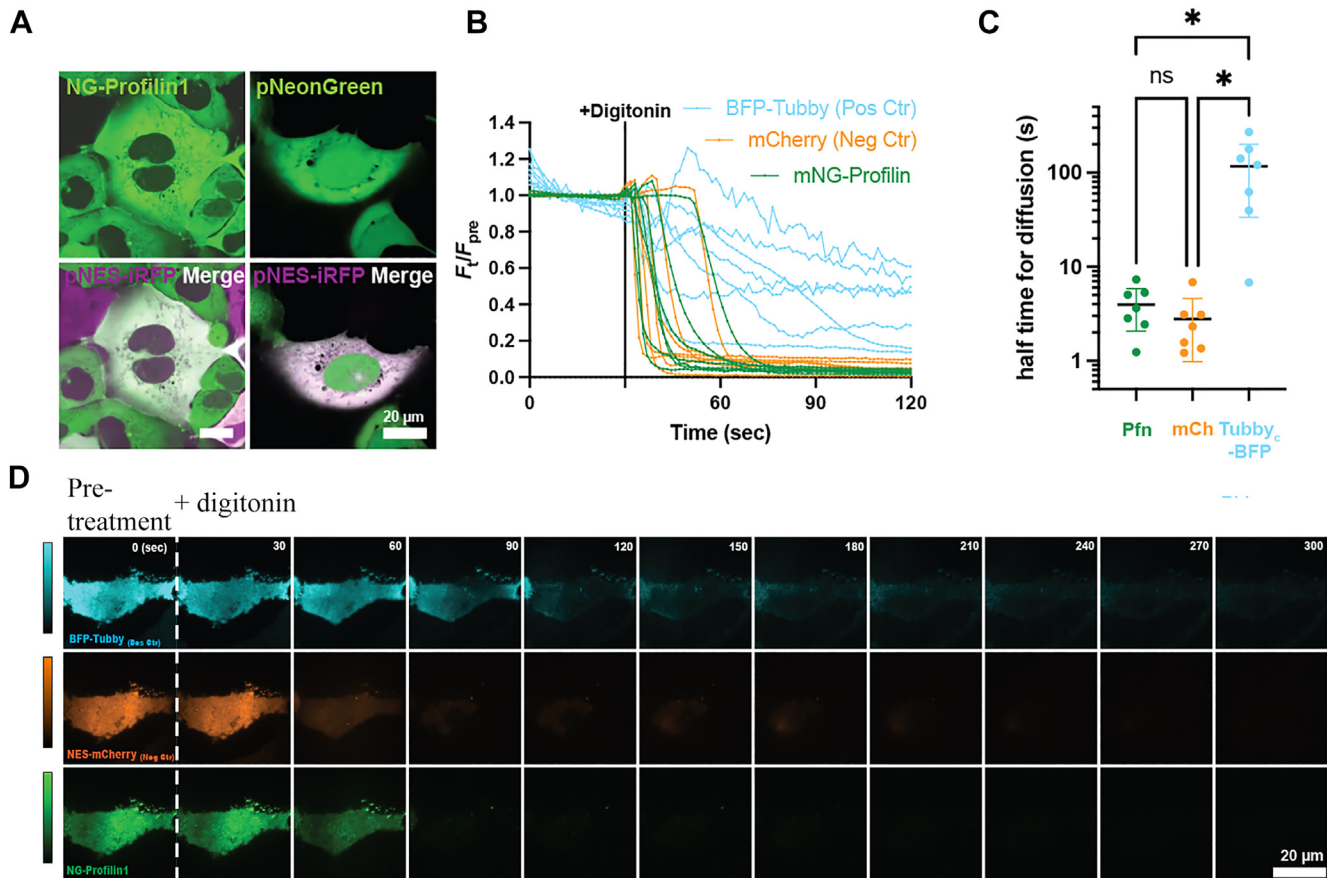 A
NG-Profilin1
pNeonGreen
pNES-iRFP Merge
pNES-iRFP Merge
20 µm
B
+Digitonin
BFP-Tubby (Pos Ctr)
mCherry (Neg Ctr)
mNG-Profilin
1.4
1.2
1.0
0.8
0.6
0.4
0.2
0.0
Ft/Fpre
0
60
90
120
Time (sec)
C
*
ns
*
half time for diffusion (s)
100
10
1
Pfn
mCh
Tubbyc
-BFP
D
Pre-
treatment
+ digitonin
0 (sec)
30
60
90
120
150
180
210
240
270
300
BFP-Tubby (Pos Ctr)
NES-mCherry (Neg Ctr)
NG-Profilin1
20 µm